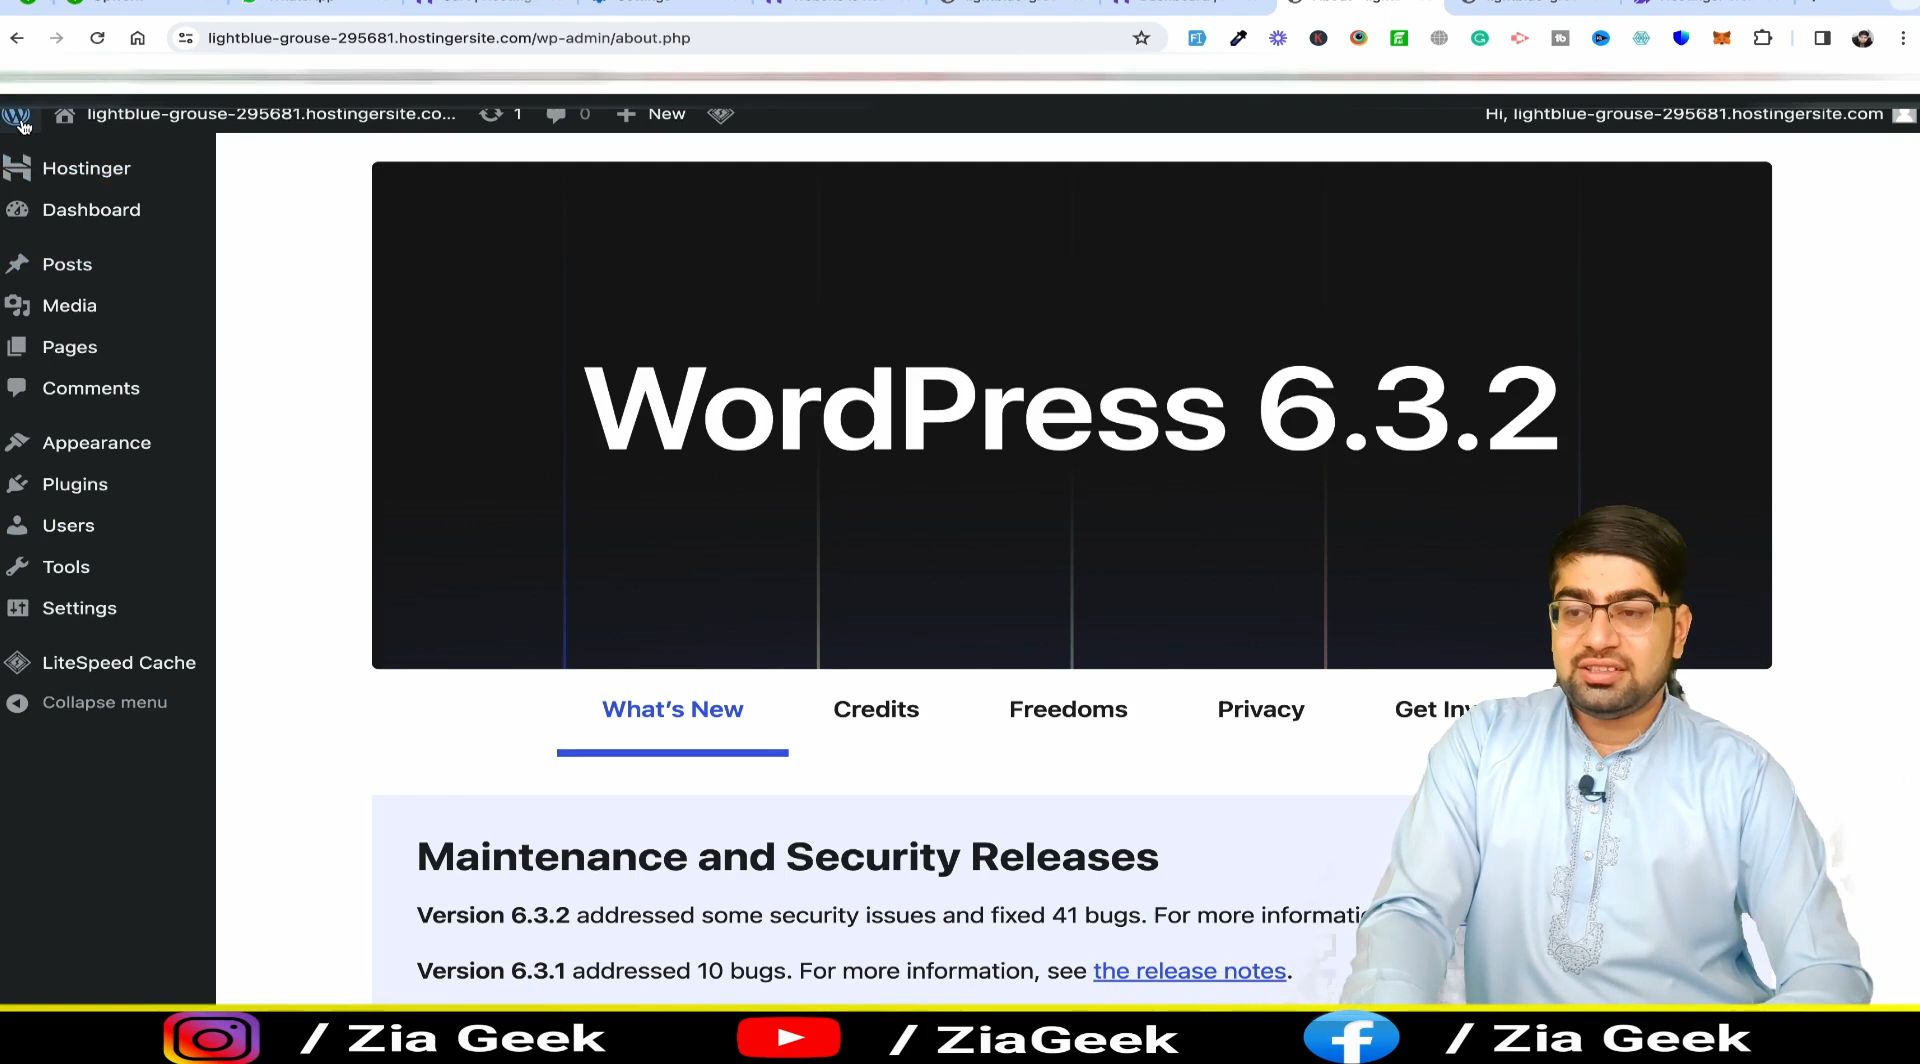 lightblue-grouse-295681.hostingersite.com/wp-admin/about.php
lightblue-grouse-295681.hostingersite.co... 1 0 New
Hi, lightblue-grouse-295681.hostingersite.com
Hostinger
Dashboard
Posts
Media
Pages
Comments
Appearance
Plugins
Users
Tools
Settings
LiteSpeed Cache
Collapse menu
WordPress 6.3.2
What's New Credits Freedoms Privacy Get
Maintenance and Security Releases
Version 6.3.2 addressed some security issues and fixed 41 bugs. For more
Version 6.3.1 addressed 10 bugs. For more information, see the release notes.
/ Zia Geek / ZiaGeek / Zia Geek